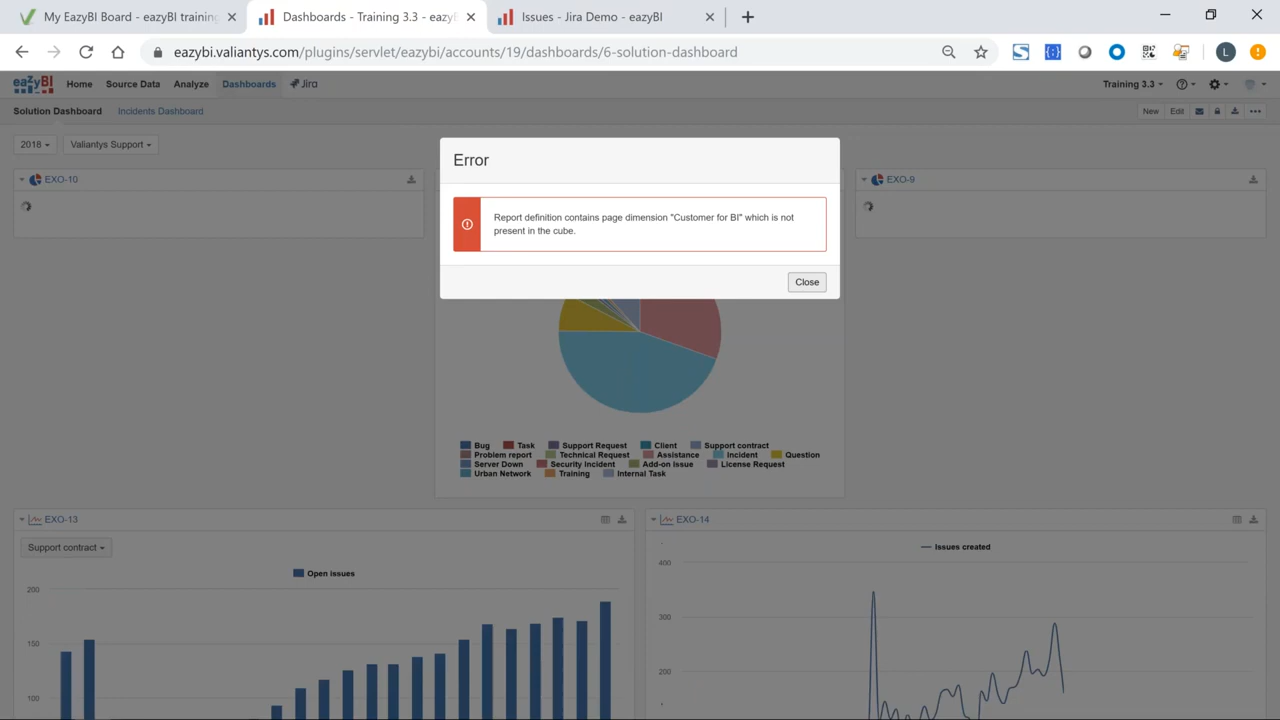 My EazyBI Board - eazyBI training
Dashboards - Training 3.3 - eazyB
Issues - Jira Demo - eazyBI
eazybi.valiantys.com/plugins/servlet/eazybi/accounts/19/dashboards/6-solution-dashboard
L
eaZyBI Home Source Data Analyze Dashboards Jira
Training 3.3
Solution Dashboard Incidents Dashboard
New Edit
2018 Valiantys Support
Error
EXO-10
EXO-9
Report definition contains page dimension "Customer for BI" which is not
present in the cube.
Close
Bug Task Support Request Client Support contract
Problem report Technical Request Assistance Incident Question
Server Down Security Incident Add-on issue License Request
Urban Network Training Internal Task
EXO-13
Support contract
Open issues
200
150
100
EXO-14
Issues created
400
300
200